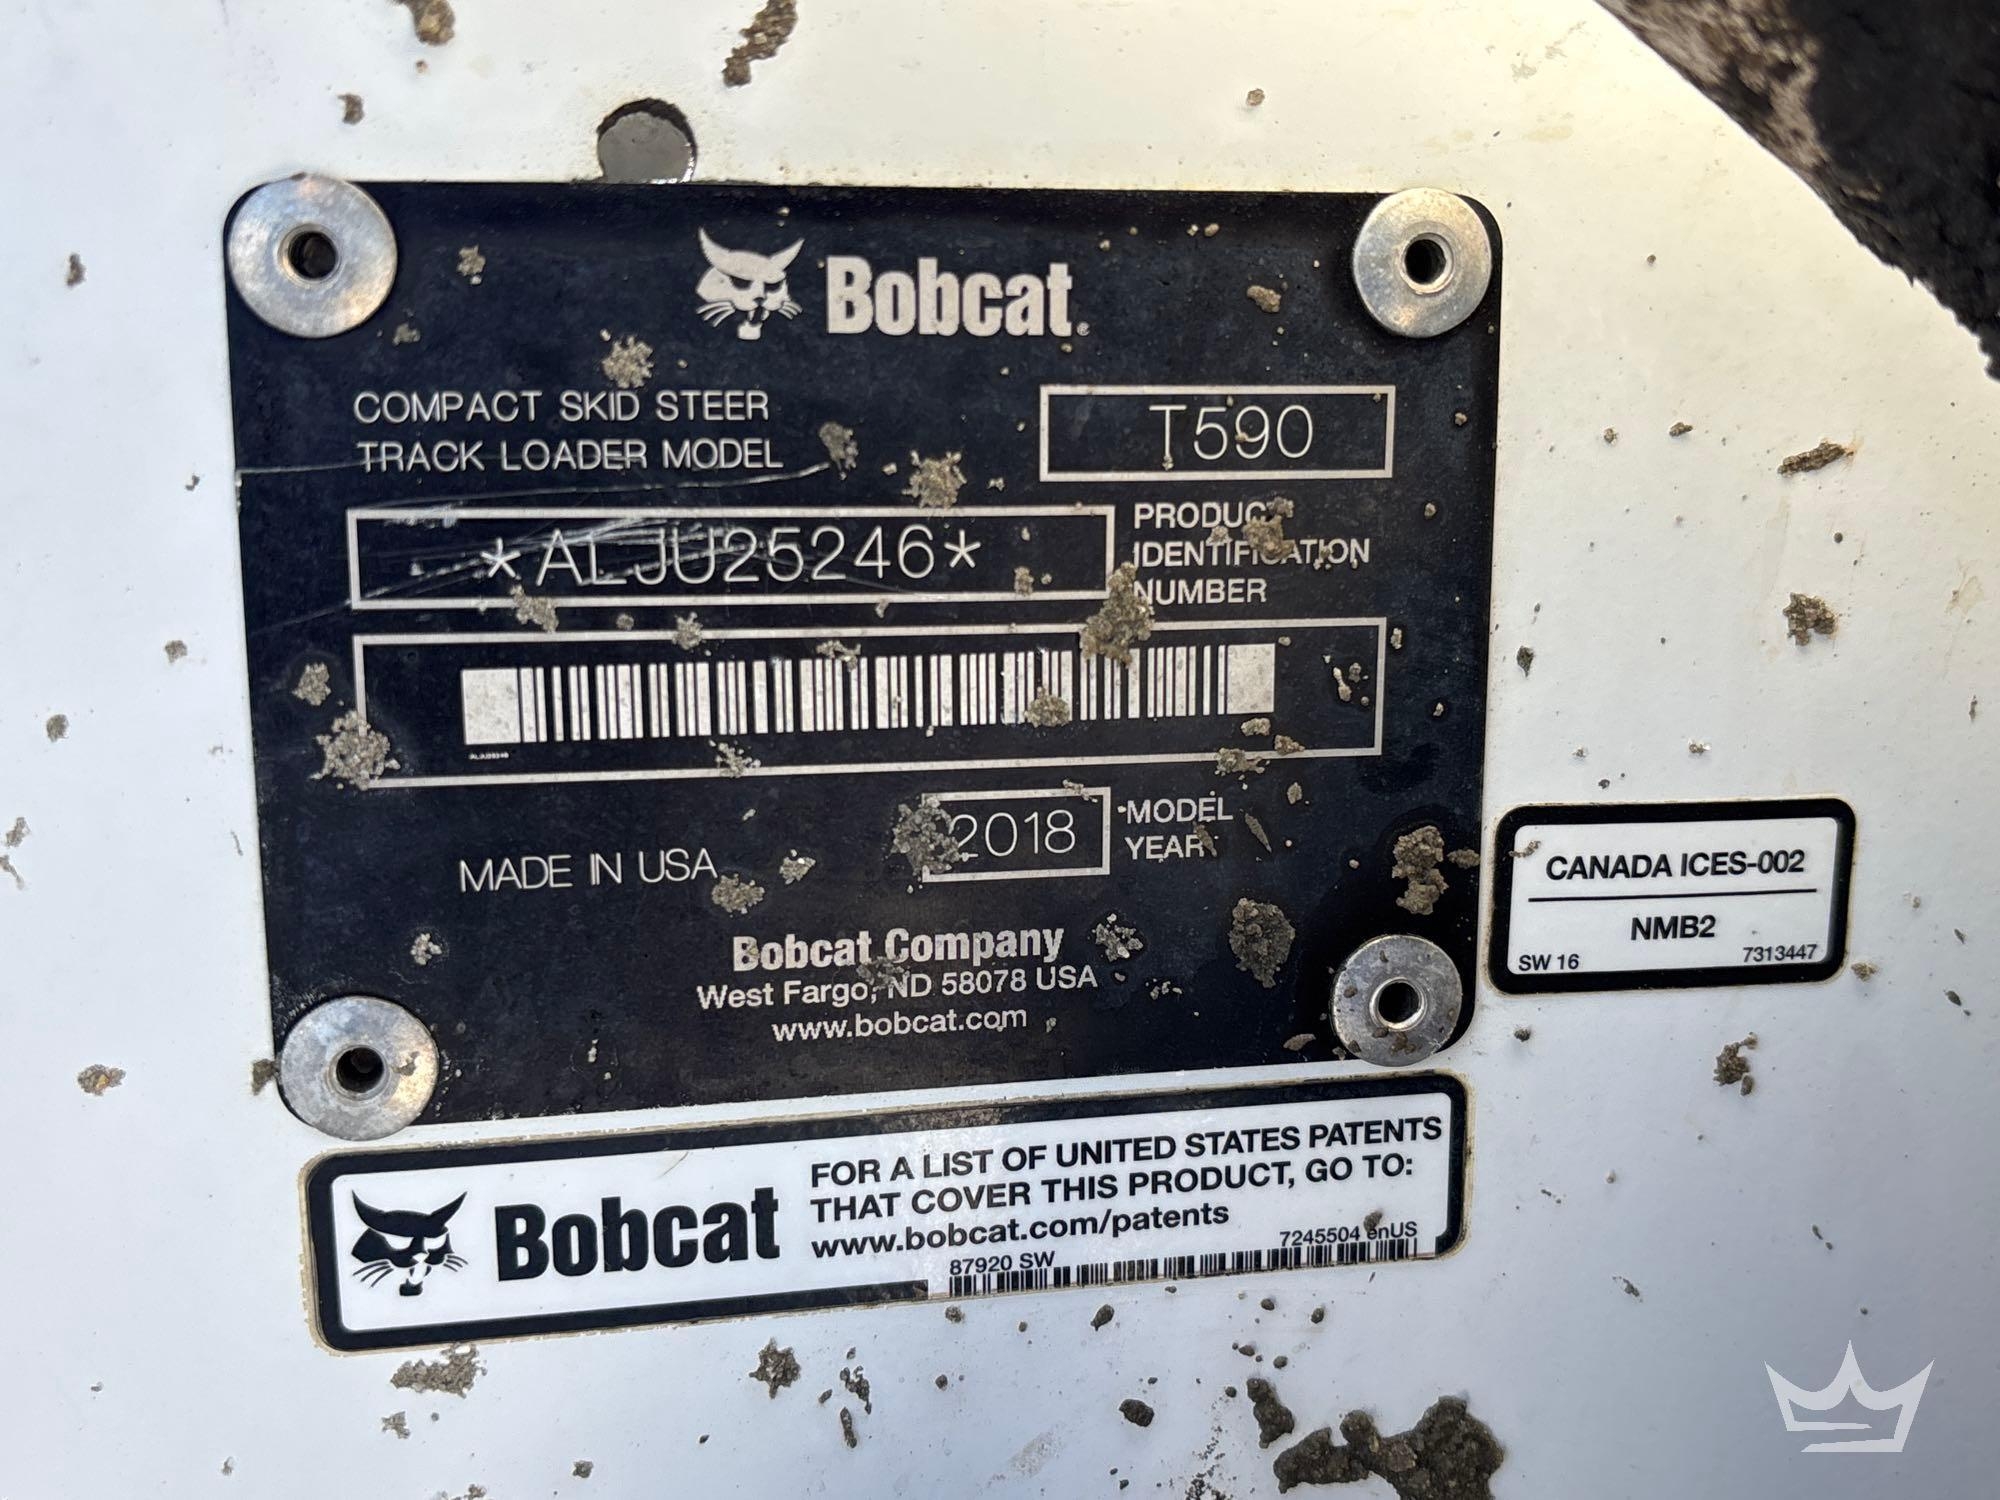 Bobcat®
COMPACT SKID STEER
TRACK LOADER MODEL
T590
*ALJU25246*
PRODUCT
IDENTIFICATION
NUMBER
ALJU25246
2018
MODEL
YEAR
MADE IN USA
Bobcat Company
West Fargo, ND 58078 USA
www.bobcat.com
CANADA ICES-002
NMB2
SW 16
7313447
Bobcat
FOR A LIST OF UNITED STATES PATENTS
THAT COVER THIS PRODUCT, GO TO:
www.bobcat.com/patents
87920 SW
7245504 enUS